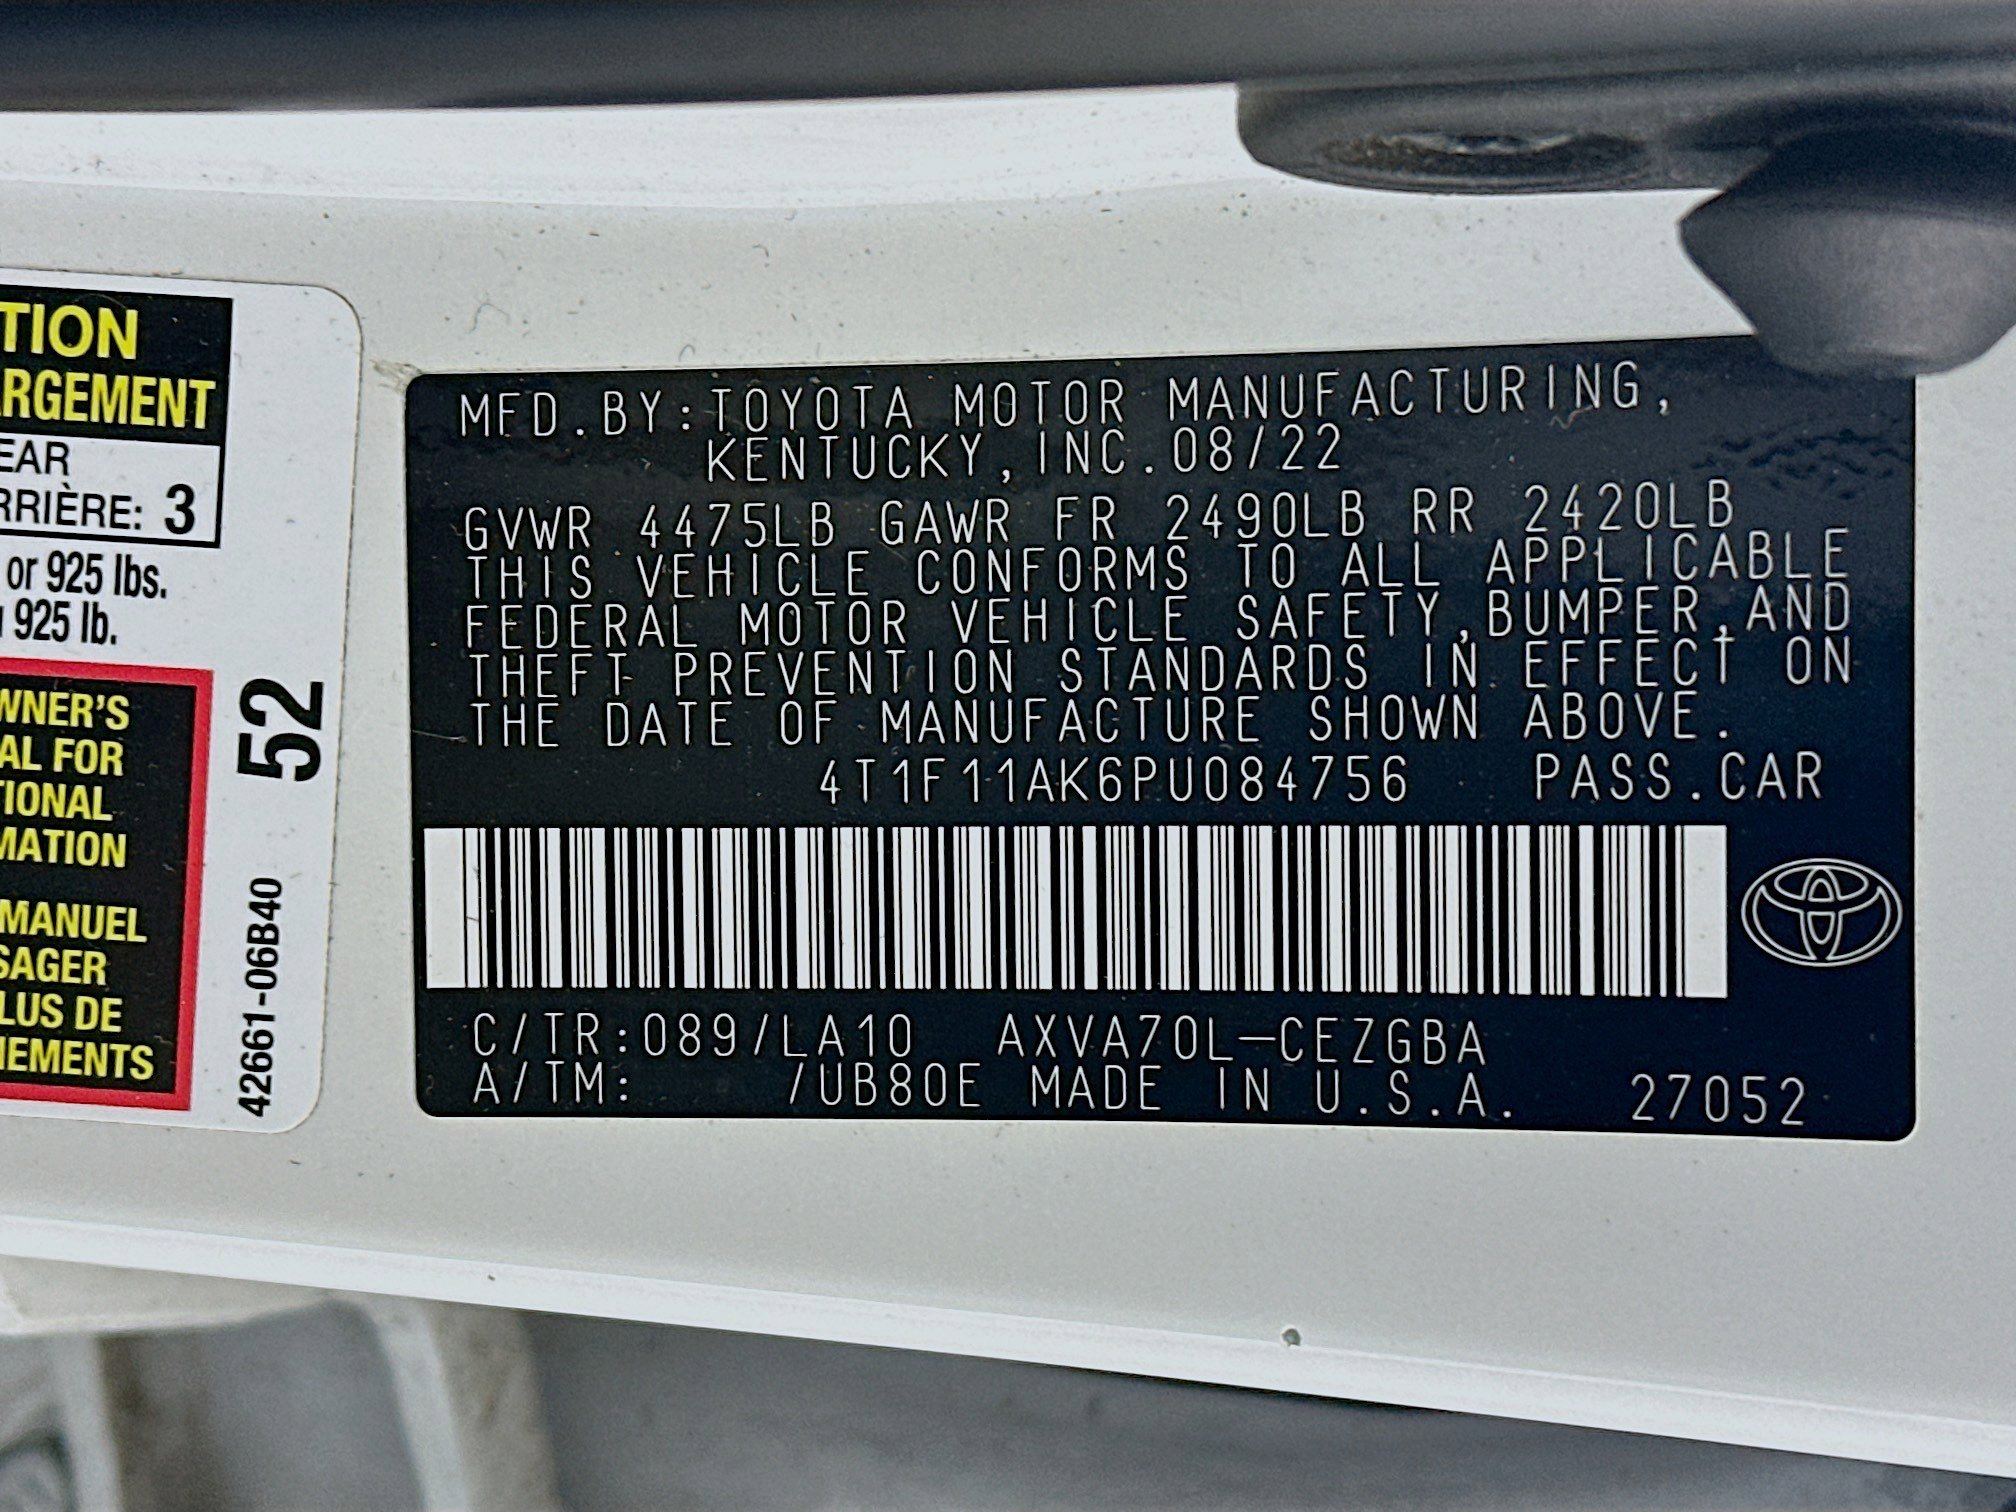 TION
RGEMENT
EAR
RRIÈRE: 3
or 925 lbs.
925 lb.
WNER'S
AL FOR
TIONAL
MATION
MANUEL
SAGER
LUS DE
NEMENTS
52
42661-06B40
MFD.BY:TOYOTA MOTOR MANUFACTURING,
KENTUCKY,INC.08/22
GVWR 4475LB GAWR FR 2490LB RR 2420LB
THIS VEHICLE CONFORMS TO ALL APPLICABLE
FEDERAL MOTOR VEHICLE SAFETY,BUMPER,AND
THEFT PREVENTION STANDARDS IN EFFECT ON
THE DATE OF MANUFACTURE SHOWN ABOVE.
4T1F11AK6PU084756 PASS.CAR
C/TR:089/LA10 AXVA70L-CEZGBA
A/TM: /UB80E MADE IN U.S.A. 27052